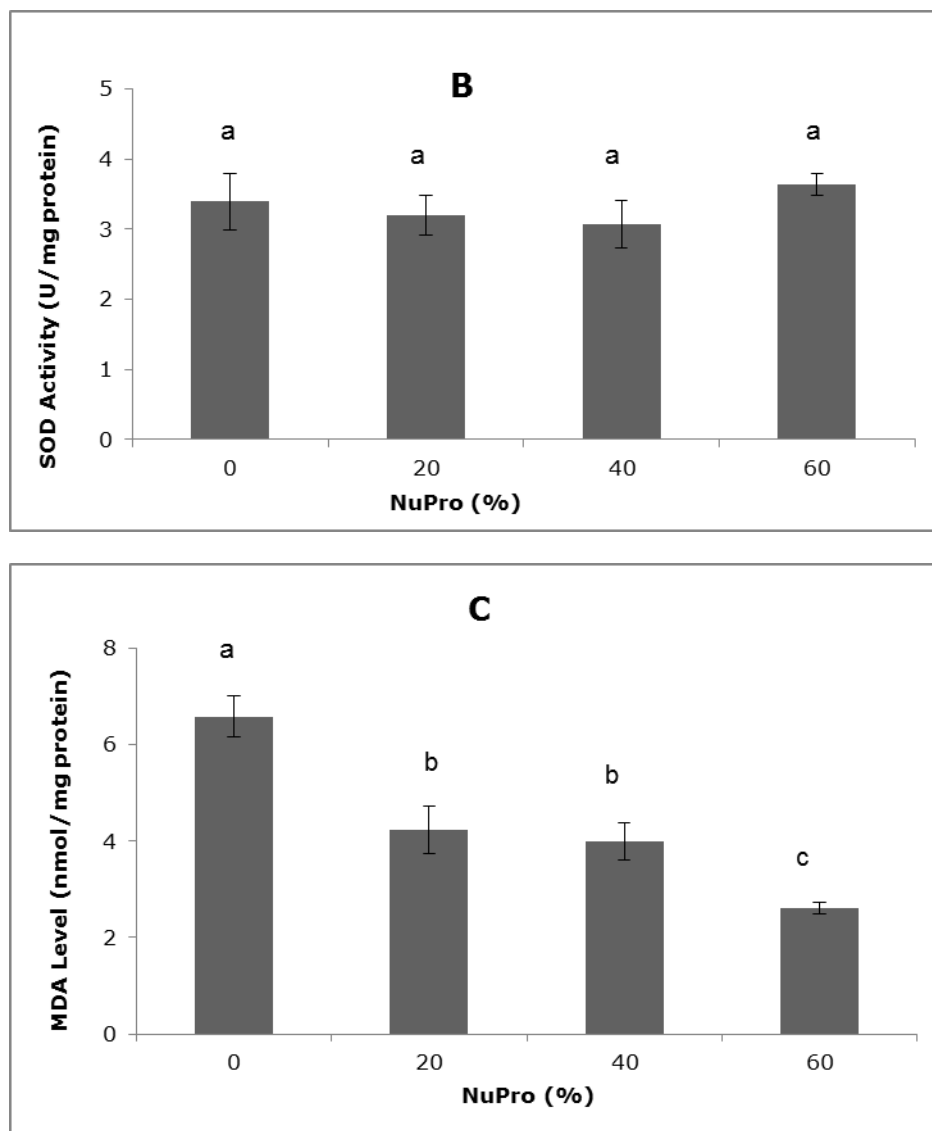 B
SOD Activity (U/mg protein)
5
4
3
2
1
0
a
a
a
a
0
20
40
60
NuPro (%)
C
MDA Level (nmol/mg protein)
8
6
4
2
0
a
b
b
c
0
20
40
60
NuPro (%)